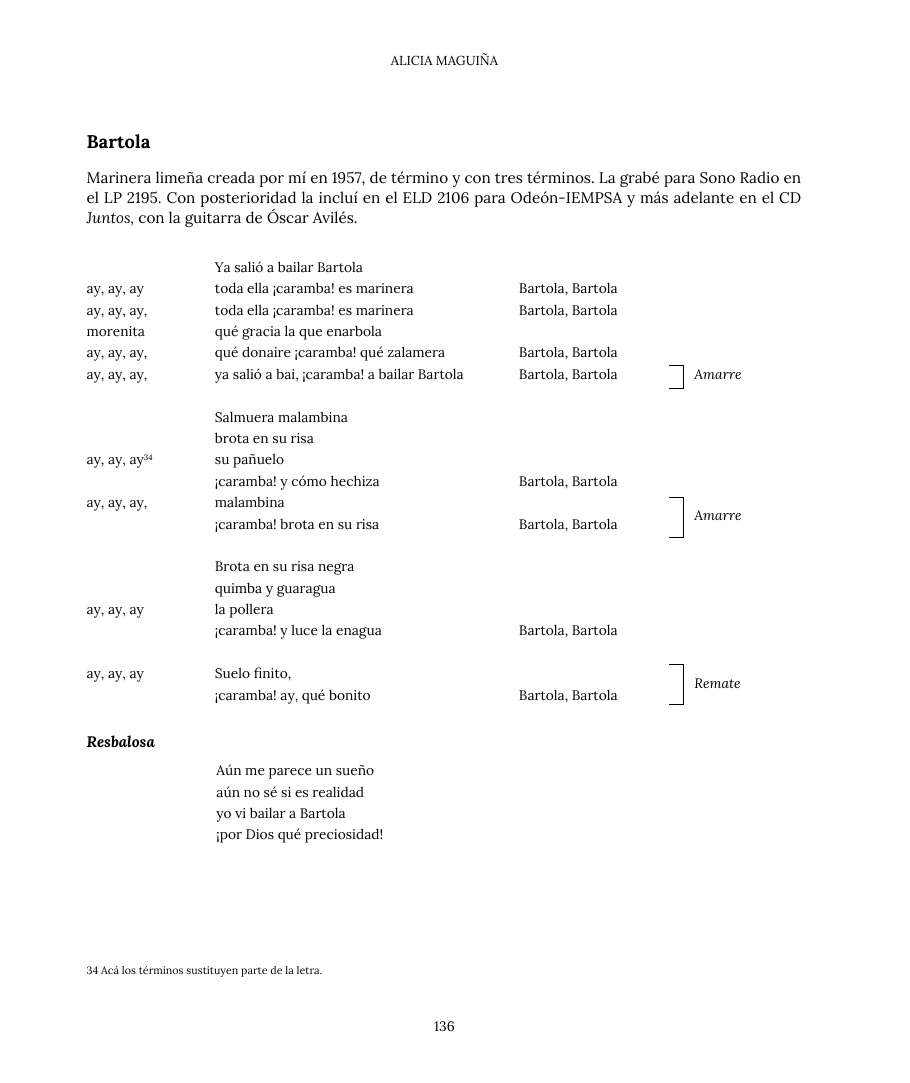 ALICIA MAGUIÑA
Bartola
Marinera limeña creada por mí en 1957, de término y con tres términos. La grabé para Sono Radio en
el LP 2195. Con posterioridad la incluí en el ELD 2106 para Odeón-IEMPSA y más adelante en el CD
Juntos, con la guitarra de Óscar Avilés.
Ya salió a bailar Bartola
ay, ay, ay toda ella ¡caramba! es marinera Bartola, Bartola
ay, ay, ay, toda ella ¡caramba! es marinera Bartola, Bartola
morenita qué gracia la que enarbola
ay, ay, ay, qué donaire ¡caramba! qué zalamera Bartola, Bartola
ay, ay, ay, ya salió a bai, ¡caramba! a bailar Bartola Bartola, Bartola Amarre
Salmuera malambina
brota en su risa
ay, ay, ay³⁴ su pañuelo
¡caramba! y cómo hechiza Bartola, Bartola
ay, ay, ay, malambina
Amarre
¡caramba! brota en su risa Bartola, Bartola
Brota en su risa negra
quimba y guaragua
ay, ay, ay la pollera
¡caramba! y luce la enagua Bartola, Bartola
ay, ay, ay Suelo finito,
Remate
¡caramba! ay, qué bonito Bartola, Bartola
Resbalosa
Aún me parece un sueño
aún no sé si es realidad
yo vi bailar a Bartola
¡por Dios qué preciosidad!
34 Acá los términos sustituyen parte de la letra.
136